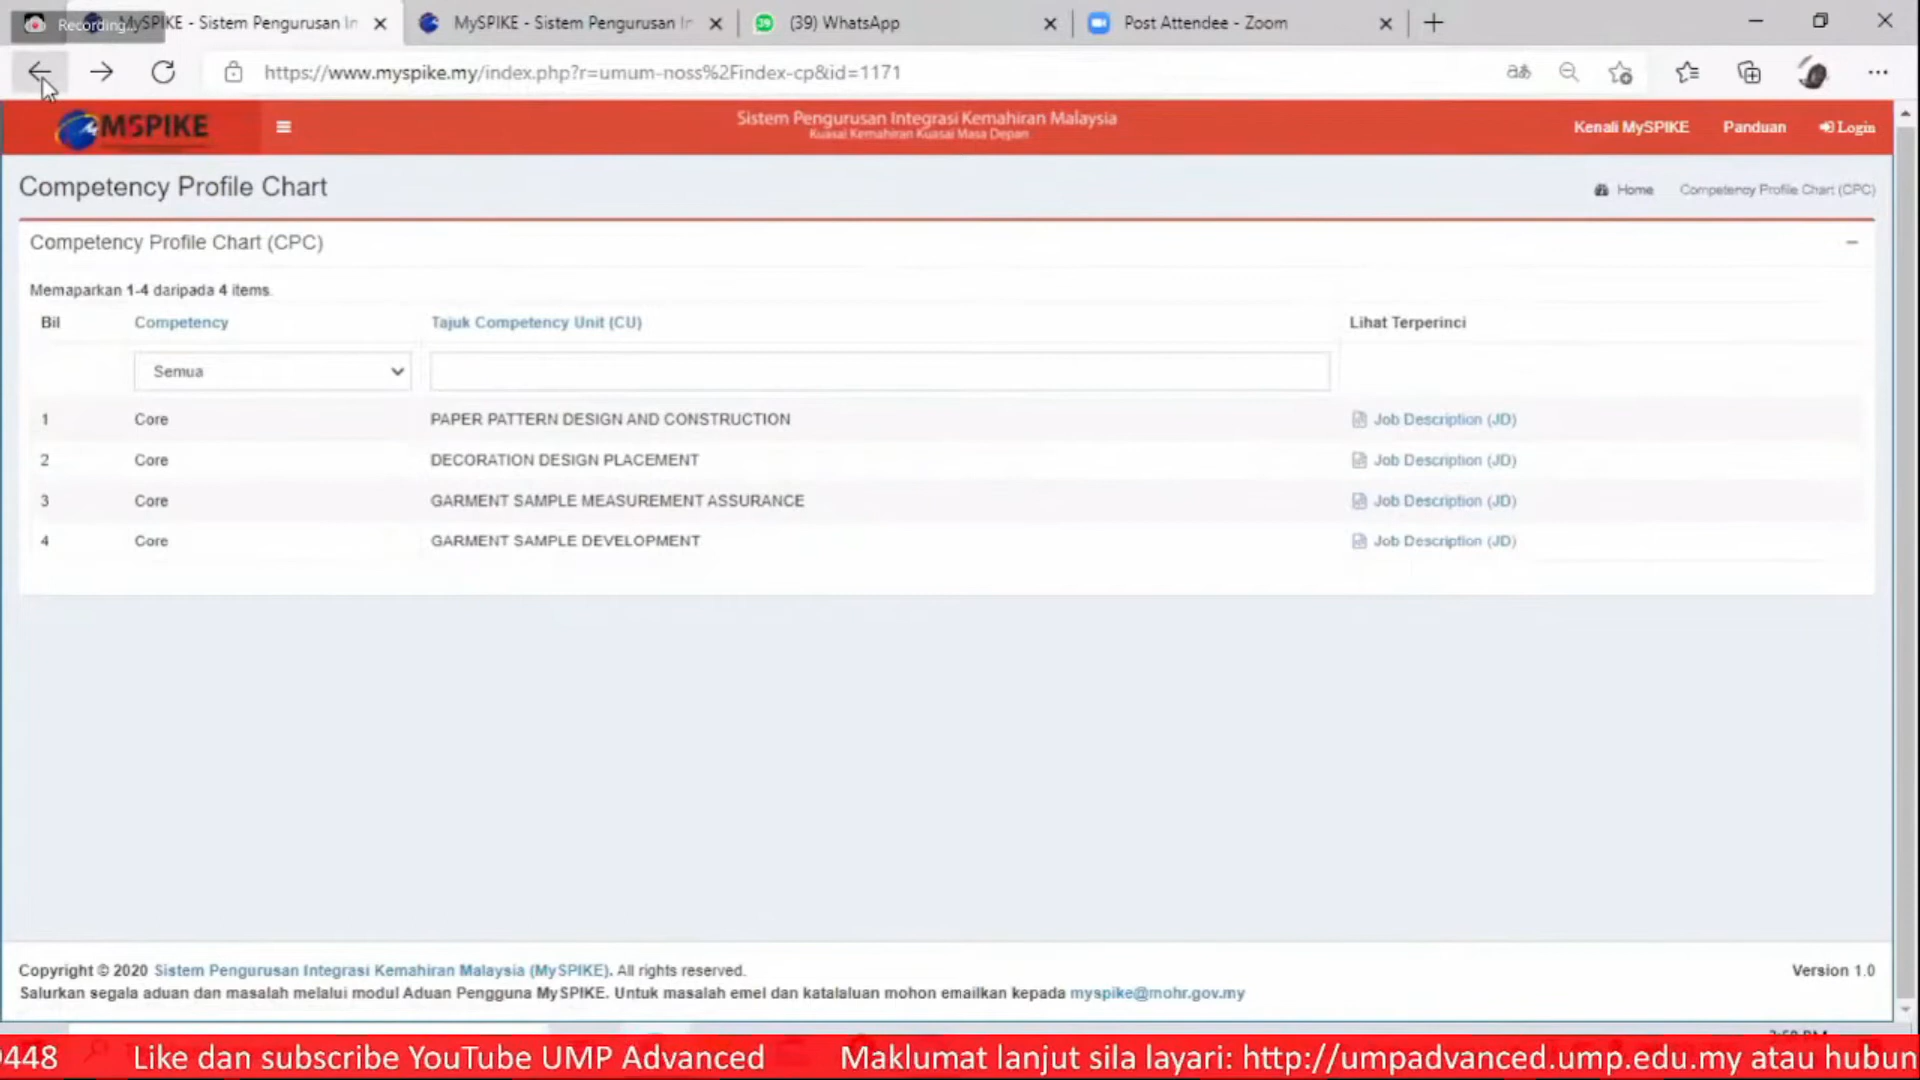 Recording...
MySPIKE - Sistem Pengurusan In
MySPIKE - Sistem Pengurusan In
(39) WhatsApp
Post Attendee - Zoom
https://www.myspike.my/index.php?r=umum-noss%2Findex-cp&id=1171
MSPIKE
Sistem Pengurusan Integrasi Kemahiran Malaysia
Kuasai Kemahiran Kuasai Masa Depan
Kenali MySPIKE Panduan Login
Competency Profile Chart
Home Competency Profile Chart (CPC)
Competency Profile Chart (CPC)
Memaparkan 1-4 daripada 4 items.
Bil Competency Tajuk Competency Unit (CU) Lihat Terperinci
Semua
1 Core PAPER PATTERN DESIGN AND CONSTRUCTION Job Description (JD)
2 Core DECORATION DESIGN PLACEMENT Job Description (JD)
3 Core GARMENT SAMPLE MEASUREMENT ASSURANCE Job Description (JD)
4 Core GARMENT SAMPLE DEVELOPMENT Job Description (JD)
Copyright © 2020 Sistem Pengurusan Integrasi Kemahiran Malaysia (MySPIKE). All rights reserved.
Version 1.0
Salurkan segala aduan dan masalah melalui modul Aduan Pengguna MySPIKE. Untuk masalah emel dan katalaluan mohon emailkan kepada myspike@mohr.gov.my
9448 Like dan subscribe YouTube UMP Advanced Maklumat lanjut sila layari: http://umpadvanced.ump.edu.my atau hubun